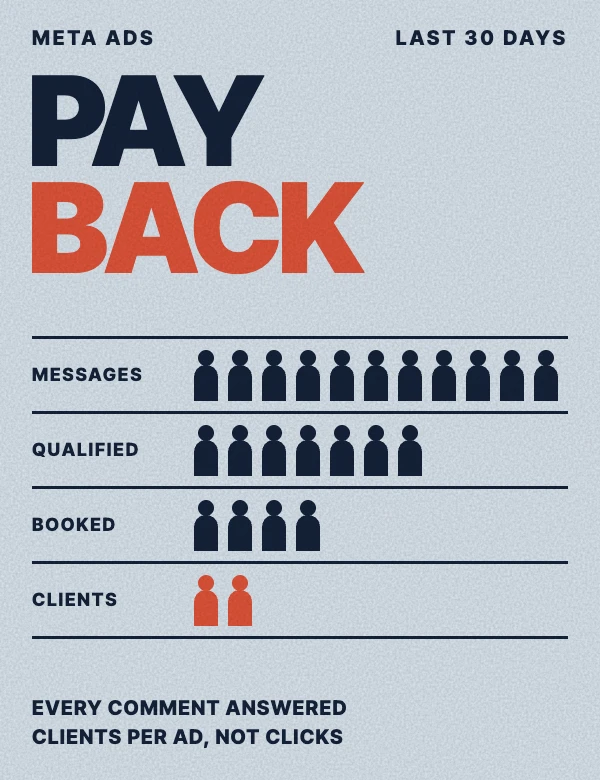 META ADS
LAST 30 DAYS
PAY
BACK
MESSAGES
QUALIFIED
BOOKED
CLIENTS
EVERY COMMENT ANSWERED
CLIENTS PER AD, NOT CLICKS